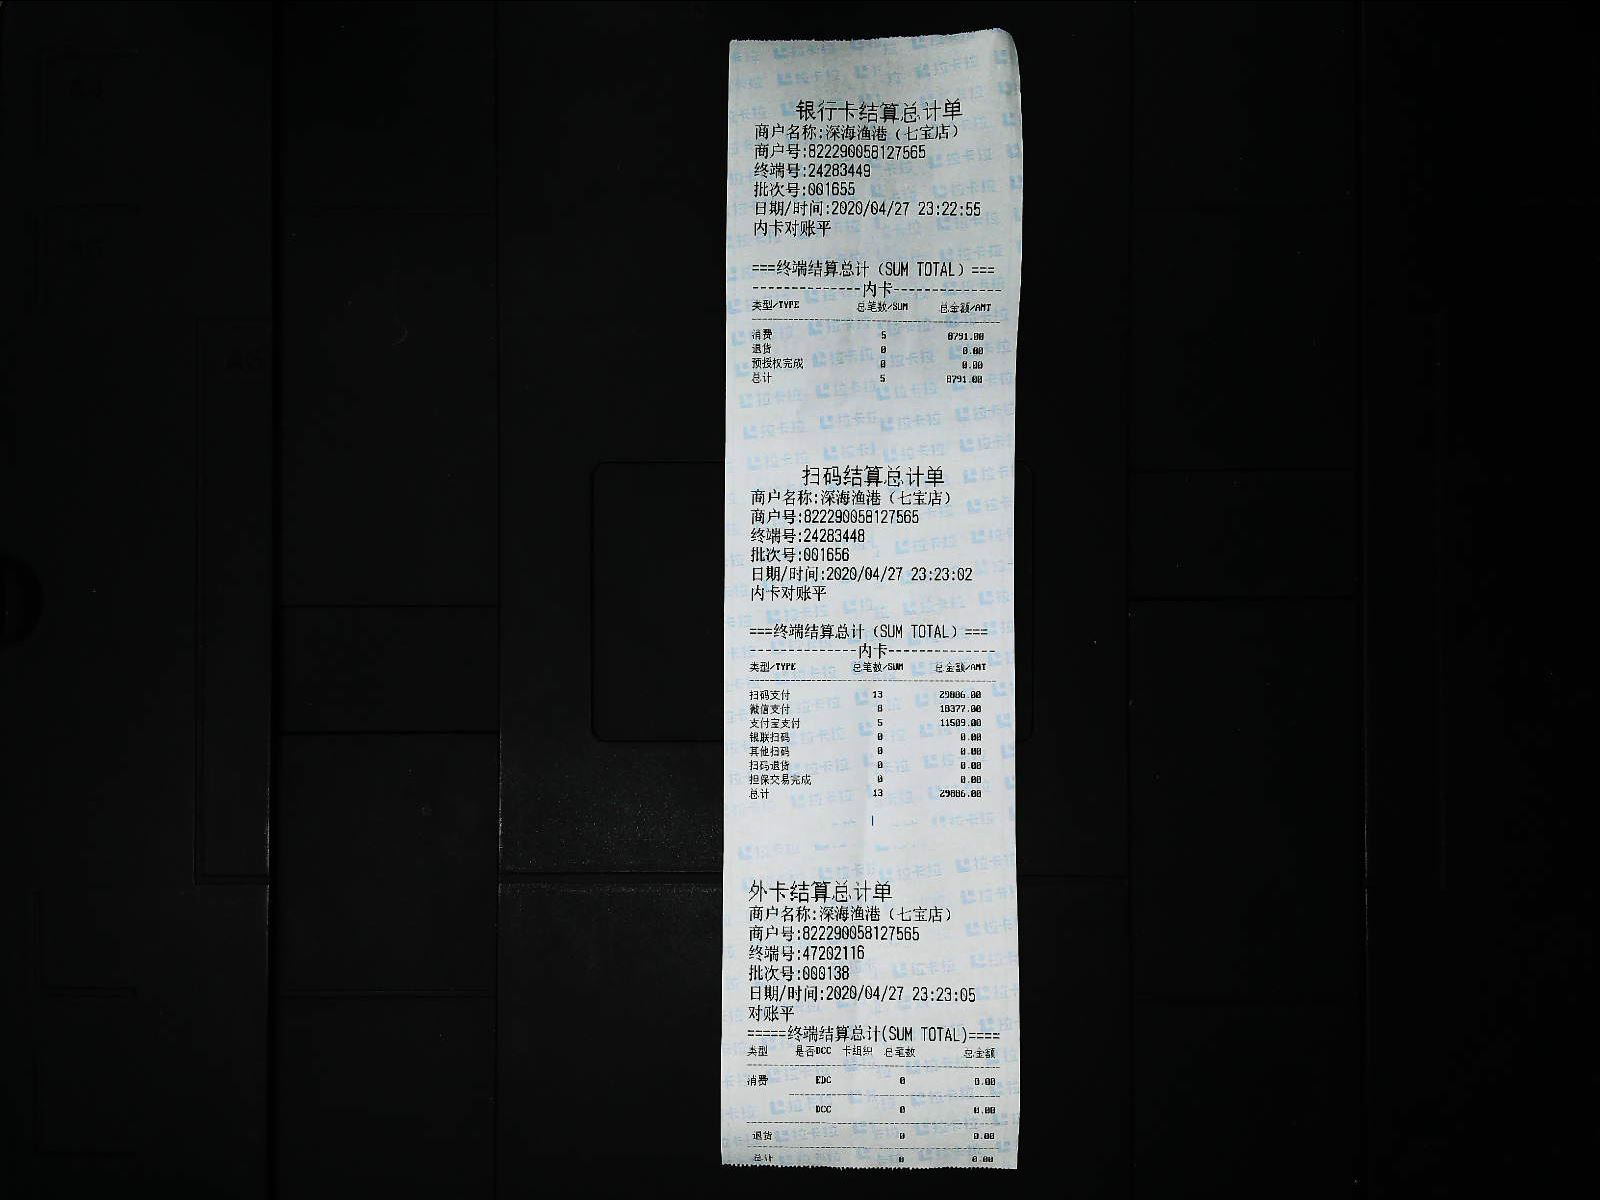 银行卡结算总计单
商户名称:深海渔港（七宝店）
商户号:822290058127565
终端号:24283449
批次号:001655
日期/时间:2020/04/27 23:22:55
内卡对账平
===终端结算总计（SUM TOTAL）===
--------------内卡--------------
类型/TYPE 总笔数/SUM 总金额/AMT
消费 5 8791.00
退货 0 0.00
预授权完成 0 0.00
总计 5 8791.00
扫码结算总计单
商户名称:深海渔港（七宝店）
商户号:822290058127565
终端号:24283448
批次号:001656
日期/时间:2020/04/27 23:23:02
内卡对账平
===终端结算总计（SUM TOTAL）===
--------------内卡--------------
类型/TYPE 总笔数/SUM 总金额/AMT
扫码支付 13 29886.00
微信支付 8 18377.00
支付宝支付 5 11509.00
银联扫码 0 0.00
其他扫码 0 0.00
扫码退货 0 0.00
担保交易完成 0 0.00
总计 13 29886.00
外卡结算总计单
商户名称:深海渔港（七宝店）
商户号:822290058127565
终端号:47202116
批次号:000138
日期/时间:2020/04/27 23:23:05
对账平
=====终端结算总计(SUM TOTAL)====
类型 是否DCC 卡组织 总笔数 总金额
消费 EDC 0 0.00
DCC 0 0.00
退货 0 0.00
总计 0 0.00